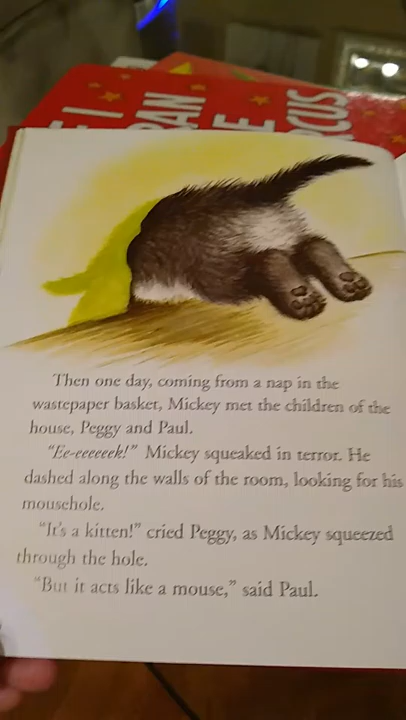 E I
RAN
E
RCUS
Then one day, coming from a nap in the
wastepaper basket, Mickey met the children of the
house, Peggy and Paul.
"Ee-eeeeeek!" Mickey squeaked in terror. He
dashed along the walls of the room, looking for his
mousehole.
"It's a kitten!" cried Peggy, as Mickey squeezed
through the hole.
"But it acts like a mouse," said Paul.